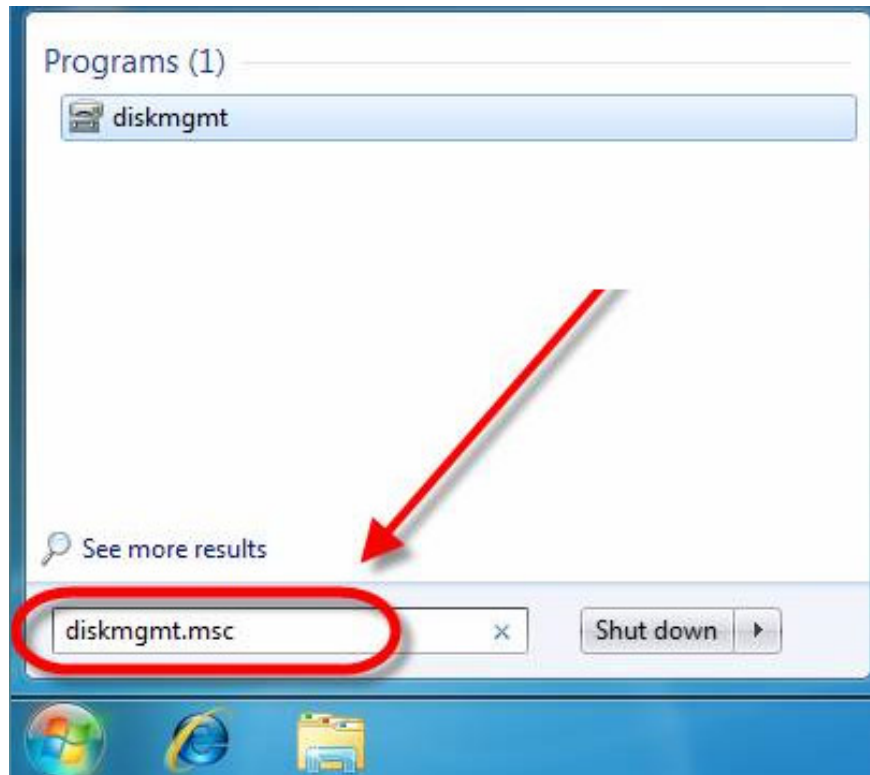 Programs (1)
diskmgmt
See more results
diskmgmt.msc
Shut down